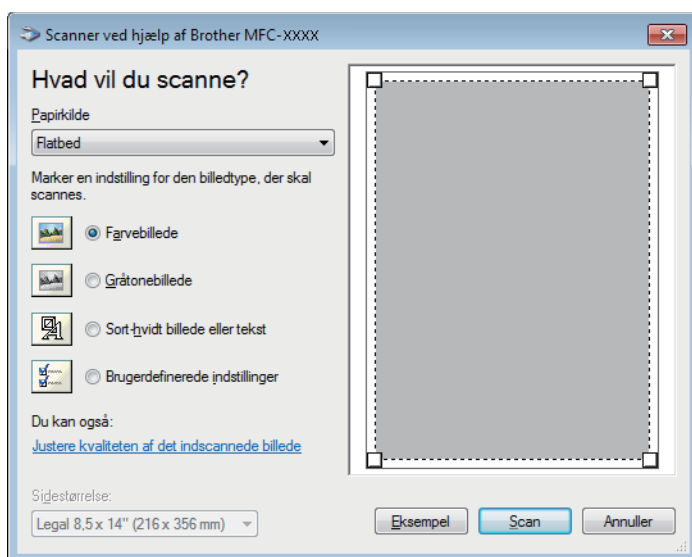 Scanner ved hjælp af Brother MFC-XXXX
Hvad vil du scanne?
Papirkilde
Flatbed
Marker en indstilling for den billedtype, der skal
scannes.
Farvebillede
Gråtonebillede
Sort-hvidt billede eller tekst
Brugerdefinerede indstillinger
Du kan også:
Justere kvaliteten af det indscannede billede
Sidestørrelse:
Legal 8,5 x 14" (216 x 356 mm)
Eksempel
Scan
Annuller